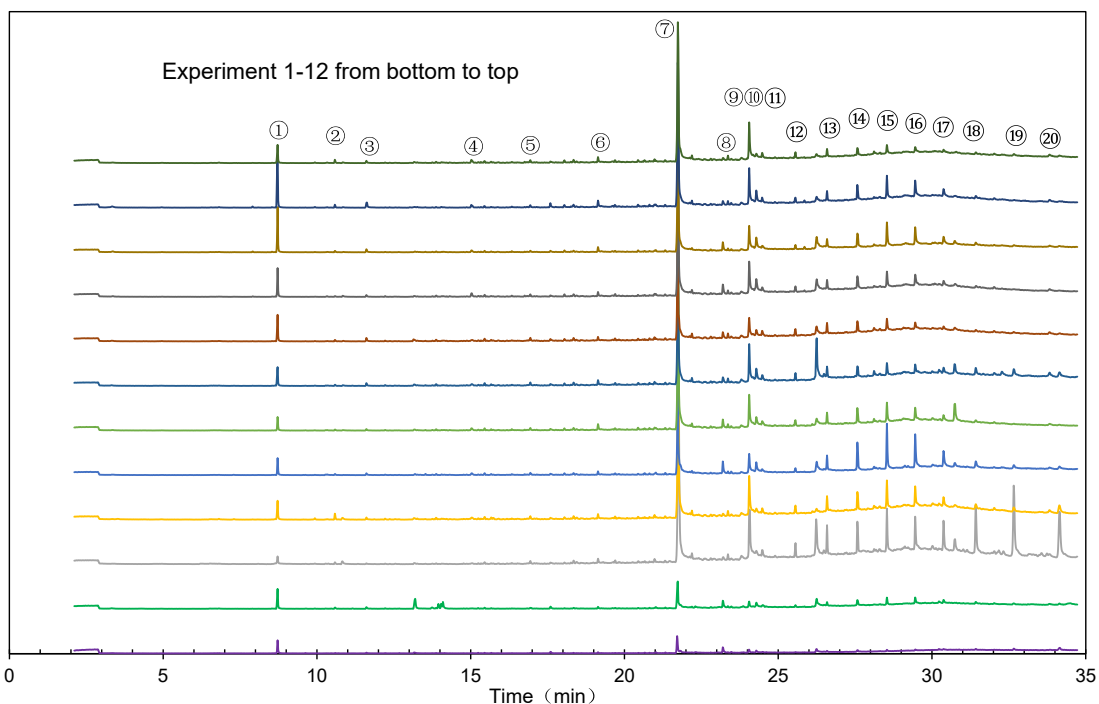 ⑦
Experiment 1-12 from bottom to top
⑨⑩⑪
① ② ③ ④ ⑤ ⑥ ⑧ ⑫ ⑬ ⑭ ⑮ ⑯ ⑰ ⑱ ⑲ ⑳
0 5 10 15 20 25 30 35
Time（min）